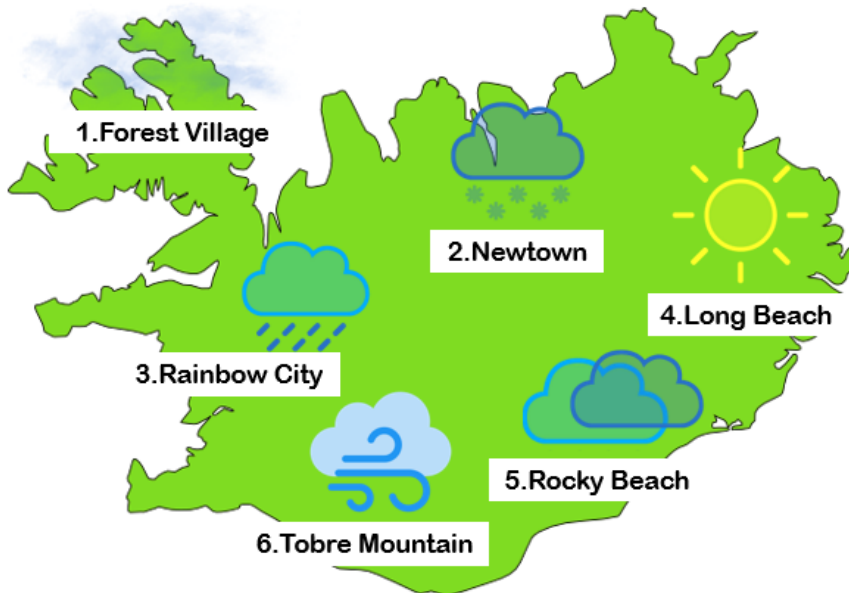 1.Forest Village
2.Newtown
3.Rainbow City
4.Long Beach
5.Rocky Beach
6.Tobre Mountain